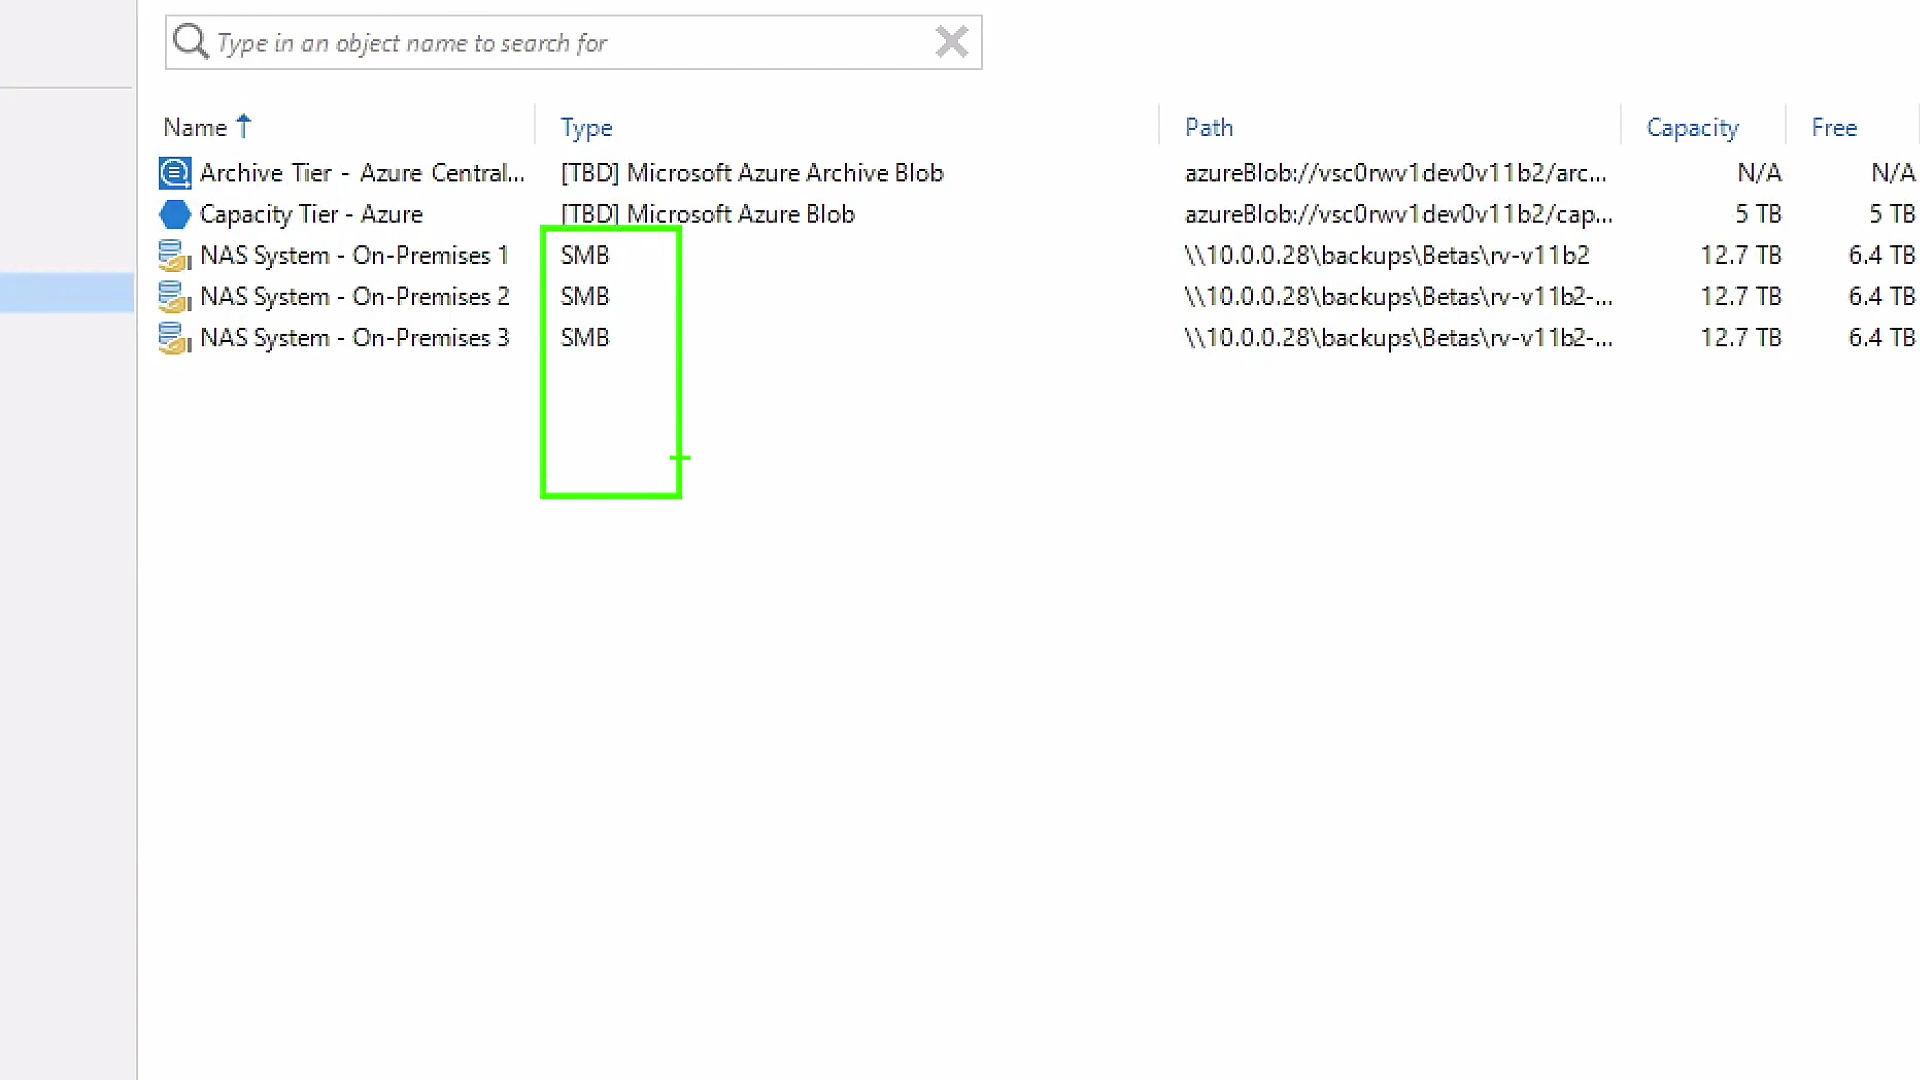 Type in an object name to search for
Name Type Path Capacity Free
Archive Tier - Azure Central... [TBD] Microsoft Azure Archive Blob azureBlob://vsc0rwv1dev0v11b2/arc... N/A N/A
Capacity Tier - Azure [TBD] Microsoft Azure Blob azureBlob://vsc0rwv1dev0v11b2/cap... 5 TB 5 TB
NAS System - On-Premises 1 SMB \\10.0.0.28\backups\Betas\rv-v11b2 12.7 TB 6.4 TB
NAS System - On-Premises 2 SMB \\10.0.0.28\backups\Betas\rv-v11b2-... 12.7 TB 6.4 TB
NAS System - On-Premises 3 SMB \\10.0.0.28\backups\Betas\rv-v11b2-... 12.7 TB 6.4 TB